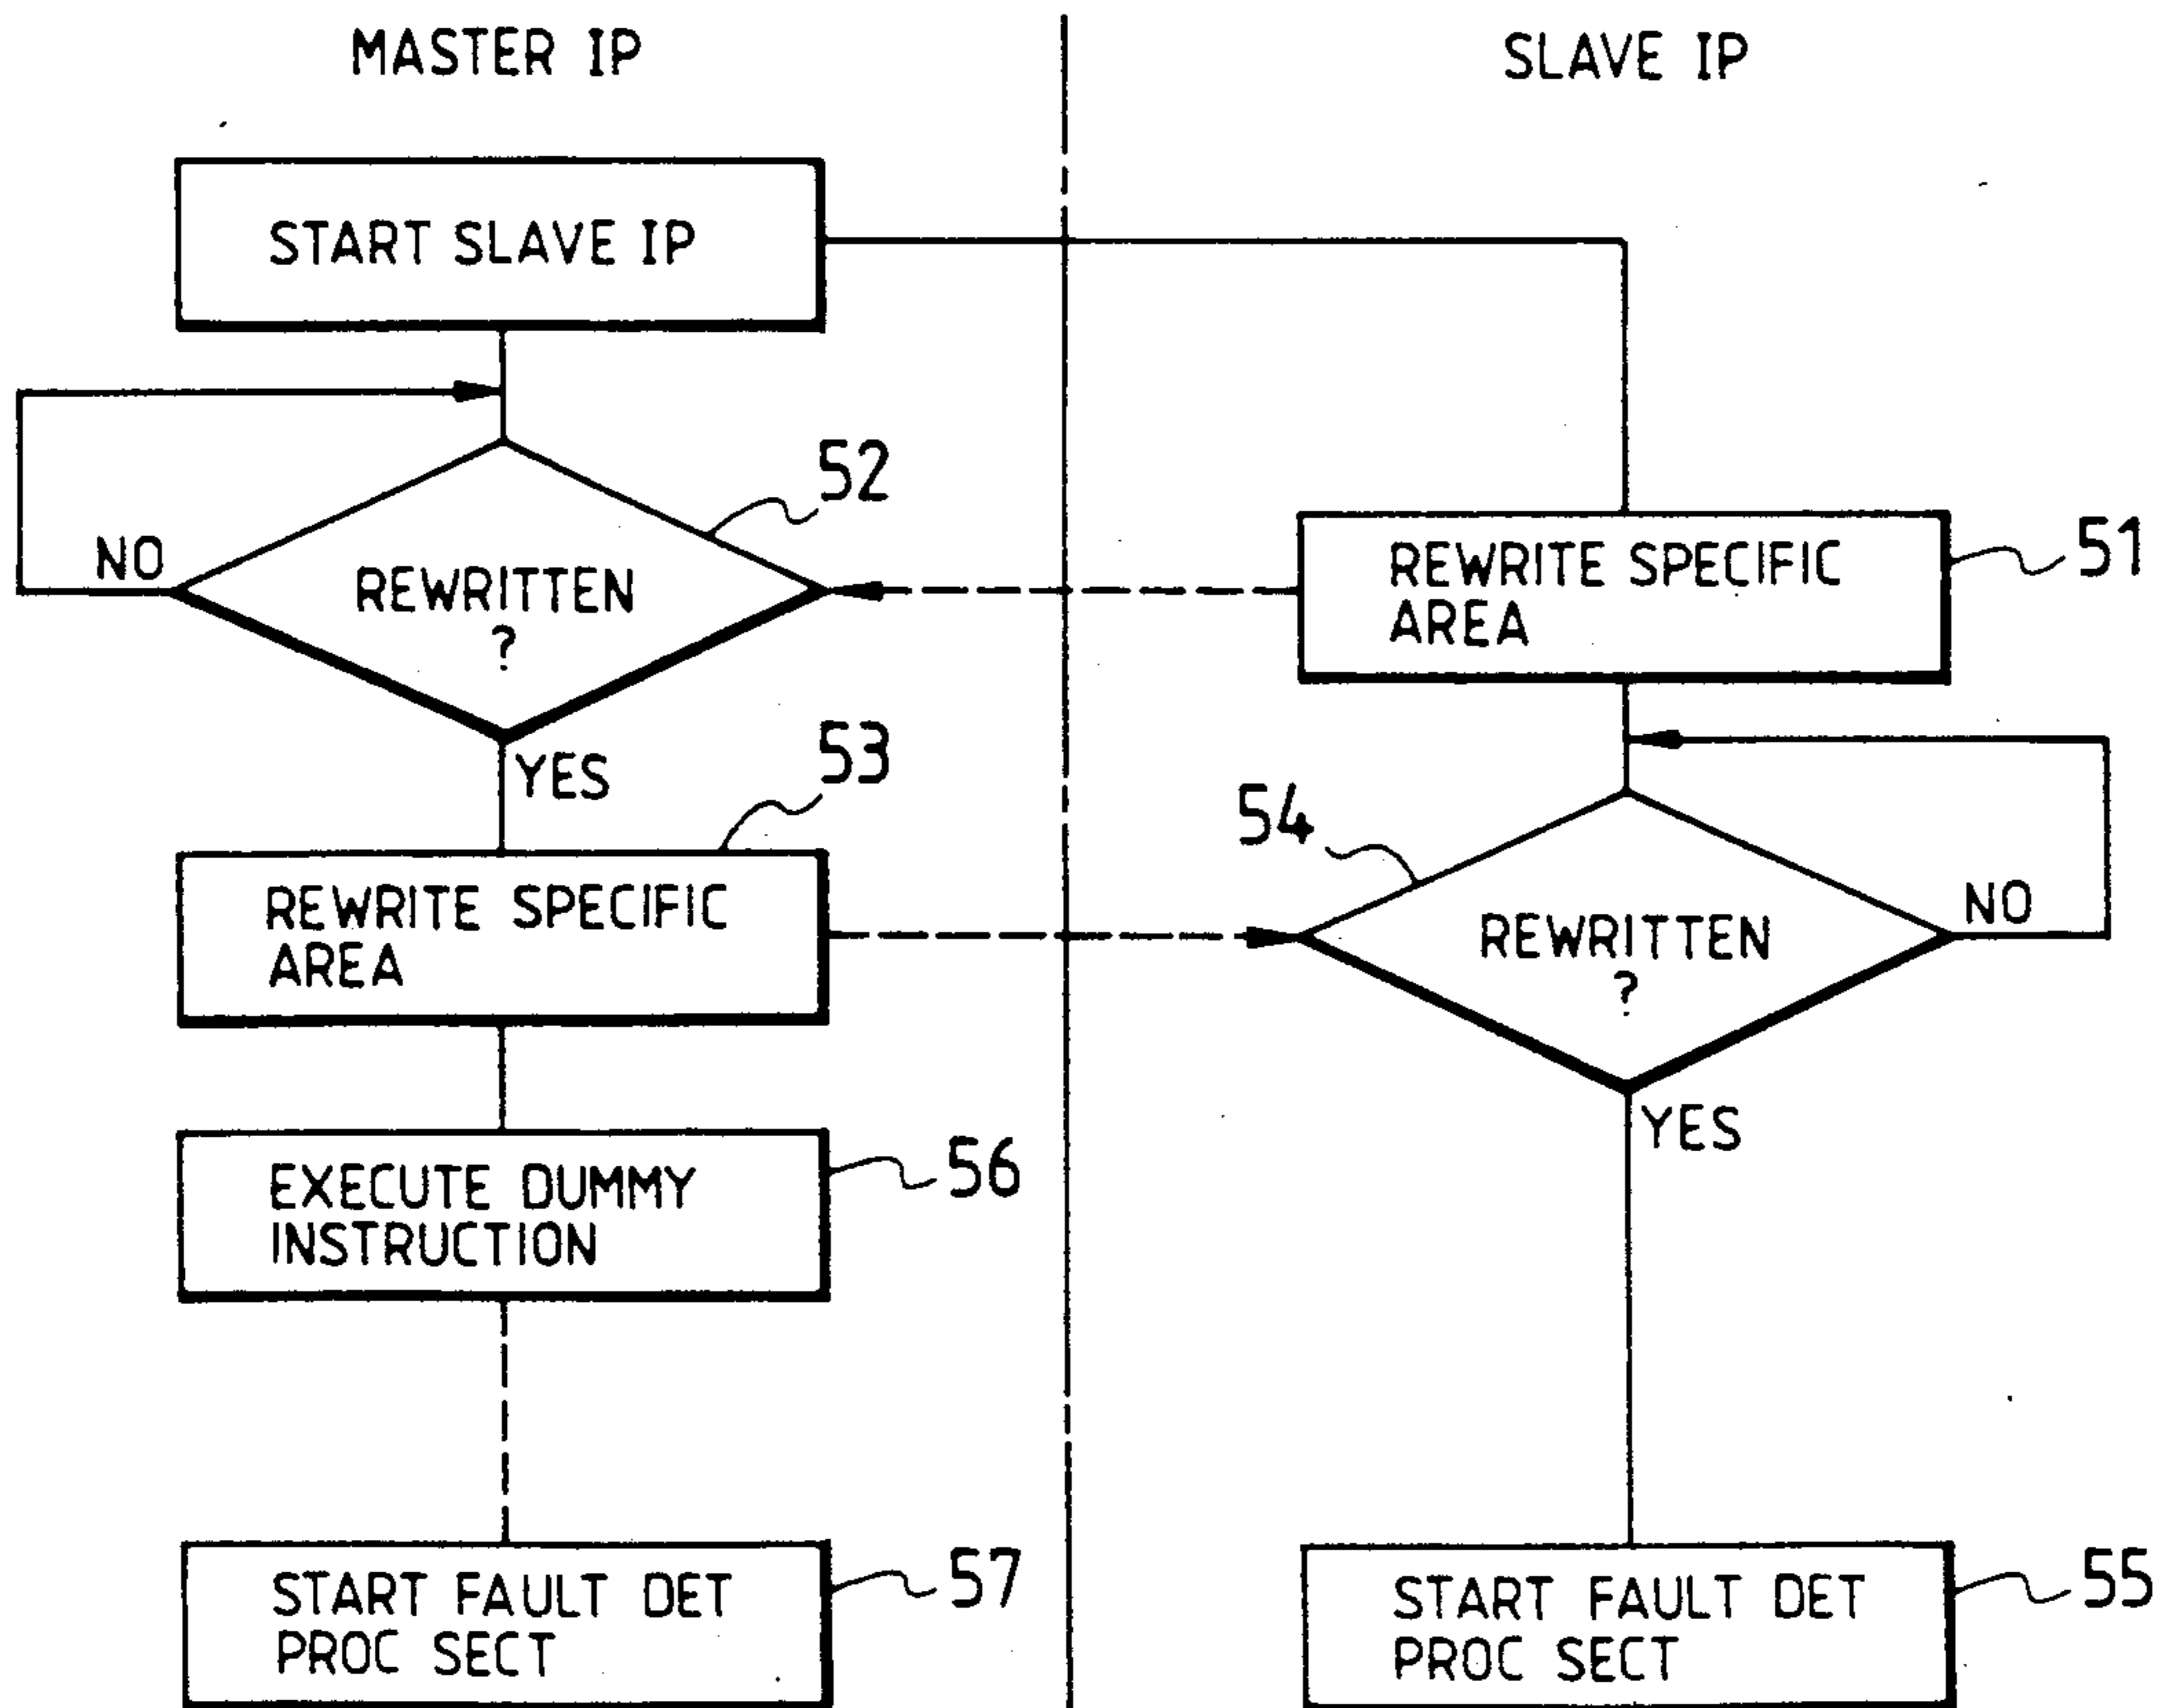 MASTER IP
SLAVE IP
START SLAVE IP
52
NO
REWRITTEN
?
YES
51
REWRITE SPECIFIC
AREA
53
REWRITE SPECIFIC
AREA
54
REWRITTEN
?
NO
YES
56
EXECUTE DUMMY
INSTRUCTION
57
START FAULT DET
PROC SECT
55
START FAULT DET
PROC SECT